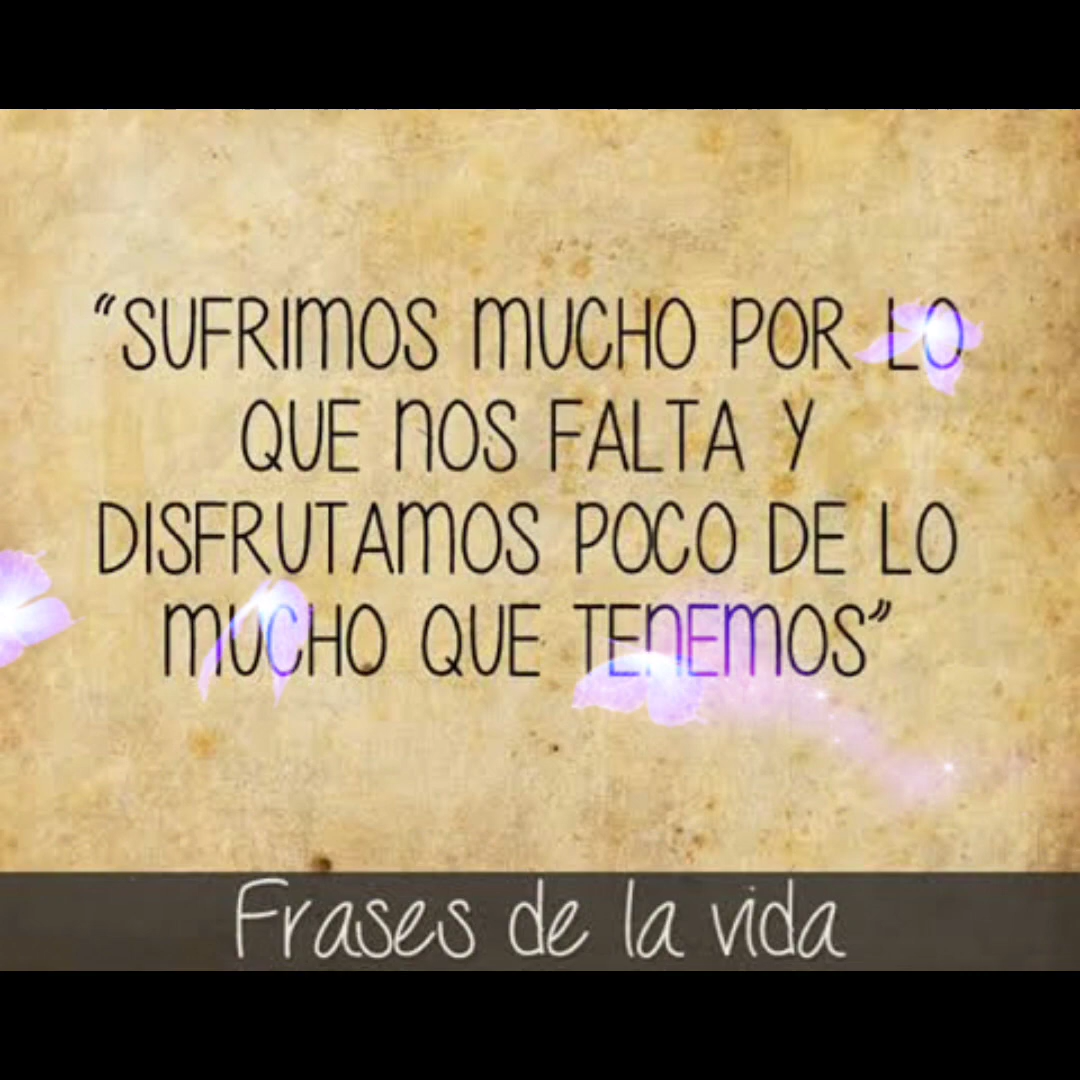 “SUFRIMOS MUCHO POR LO
QUE NOS FALTA Y
DISFRUTAMOS POCO DE LO
MUCHO QUE TENEMOS”
Frases de la vida